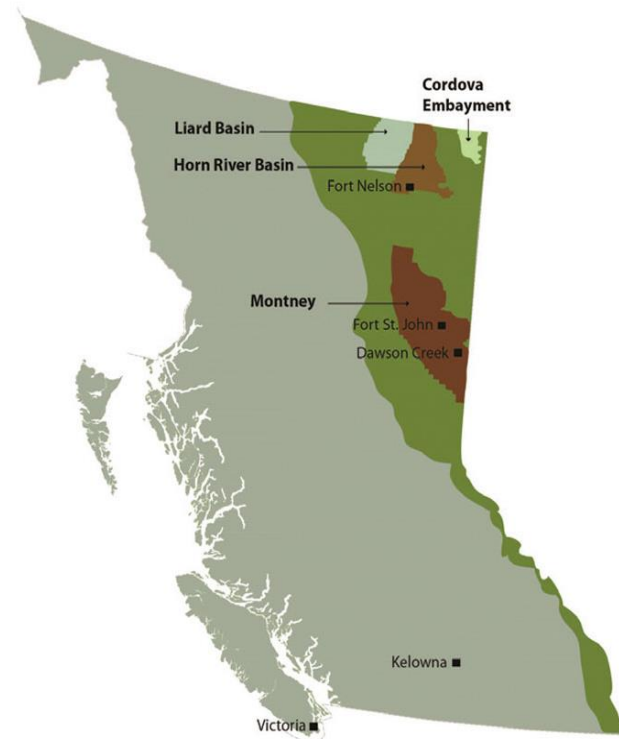 Cordova
Embayment
Liard Basin
Horn River Basin
Fort Nelson
Montney
Fort St. John
Dawson Creek
Kelowna
Victoria